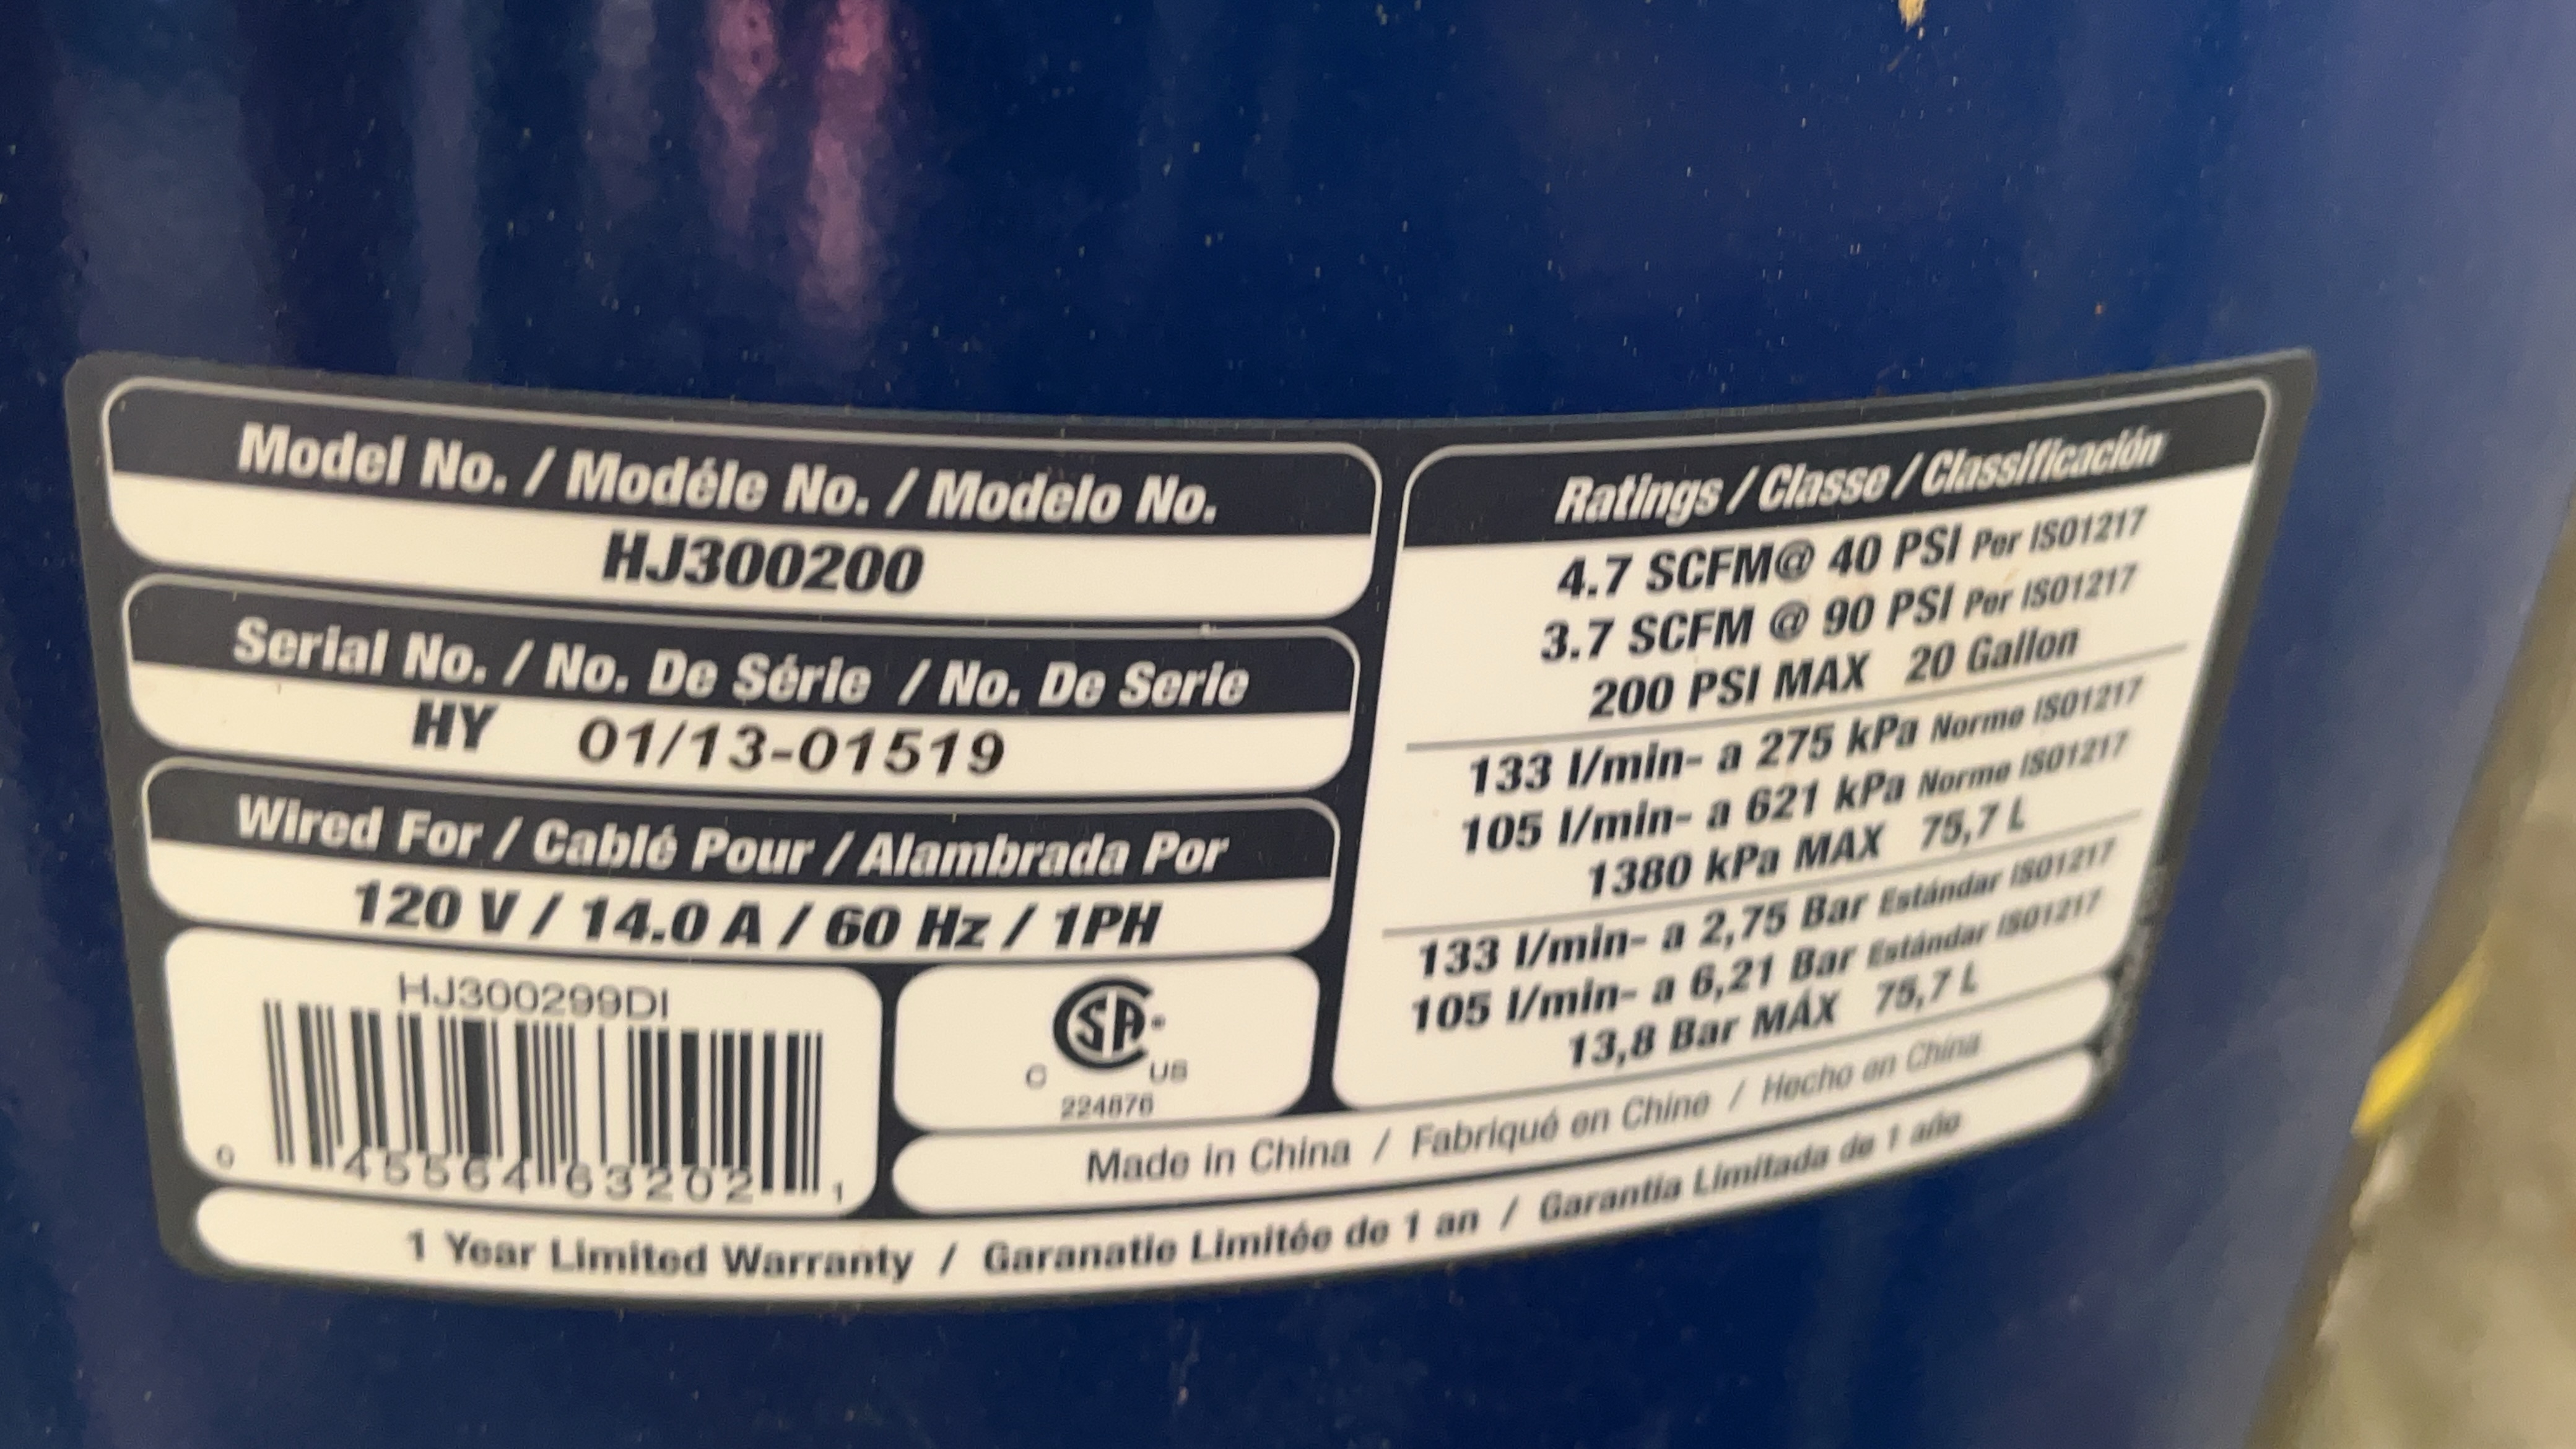 Model No. / Modéle No. / Modelo No.
HJ300200
Serial No. / No. De Série / No. De Serie
HY 01/13-01519
Wired For / Cablé Pour / Alambrada Por
120 V / 14.0 A / 60 Hz / 1PH
HJ300299DI
0 45564 63202 1
SA
C US
224876
Ratings / Classe / Classificación
4.7 SCFM@ 40 PSI Per ISO1217
3.7 SCFM @ 90 PSI Per ISO1217
200 PSI MAX 20 Gallon
133 l/min- a 275 kPa Norme ISO1217
105 l/min- a 621 kPa Norme ISO1217
1380 kPa MAX 75,7 L
133 l/min- a 2,75 Bar Estándar ISO1217
105 l/min- a 6,21 Bar Estándar ISO1217
13,8 Bar MÁX 75,7 L
Made in China / Fabriqué en Chine / Hecho en China
1 Year Limited Warranty / Garanatie Limitée de 1 an / Garantia Limitada de 1 año